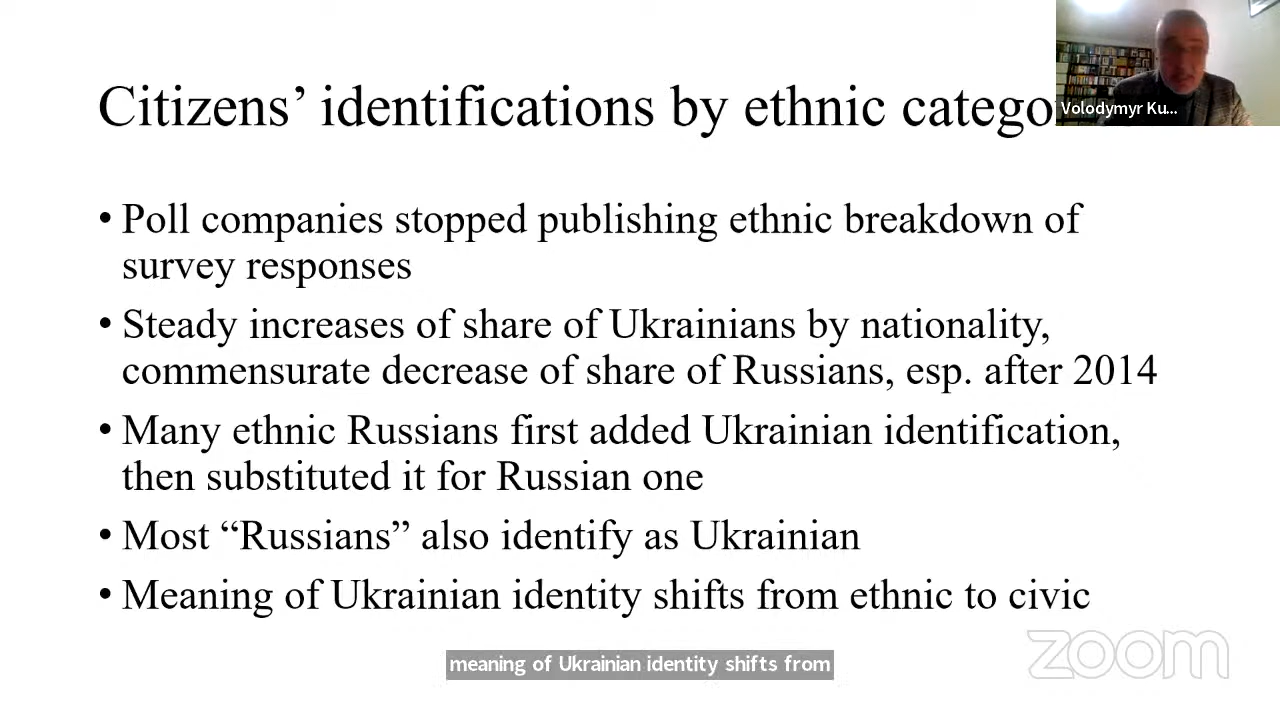 Citizens’ identifications by ethnic catego
Volodymyr Ku...
• Poll companies stopped publishing ethnic breakdown of
survey responses
• Steady increases of share of Ukrainians by nationality,
commensurate decrease of share of Russians, esp. after 2014
• Many ethnic Russians first added Ukrainian identification,
then substituted it for Russian one
• Most “Russians” also identify as Ukrainian
• Meaning of Ukrainian identity shifts from ethnic to civic
zoom
meaning of Ukrainian identity shifts from